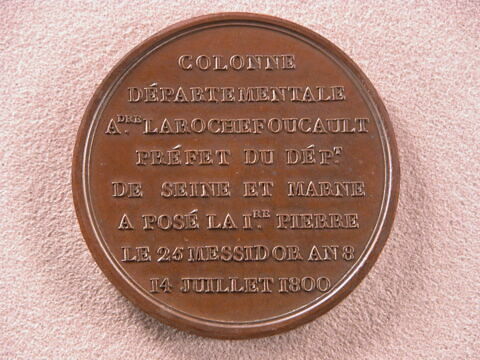 COLONNE
DÉPARTEMENTALE
A.DRE LAROCHEFOUCAULT
PRÉFET DU DÉP.T
DE SEINE ET MARNE
A POSÉ LA 1.RE PIERRE
LE 25 MESSIDOR AN 8
14 JUILLET 1800